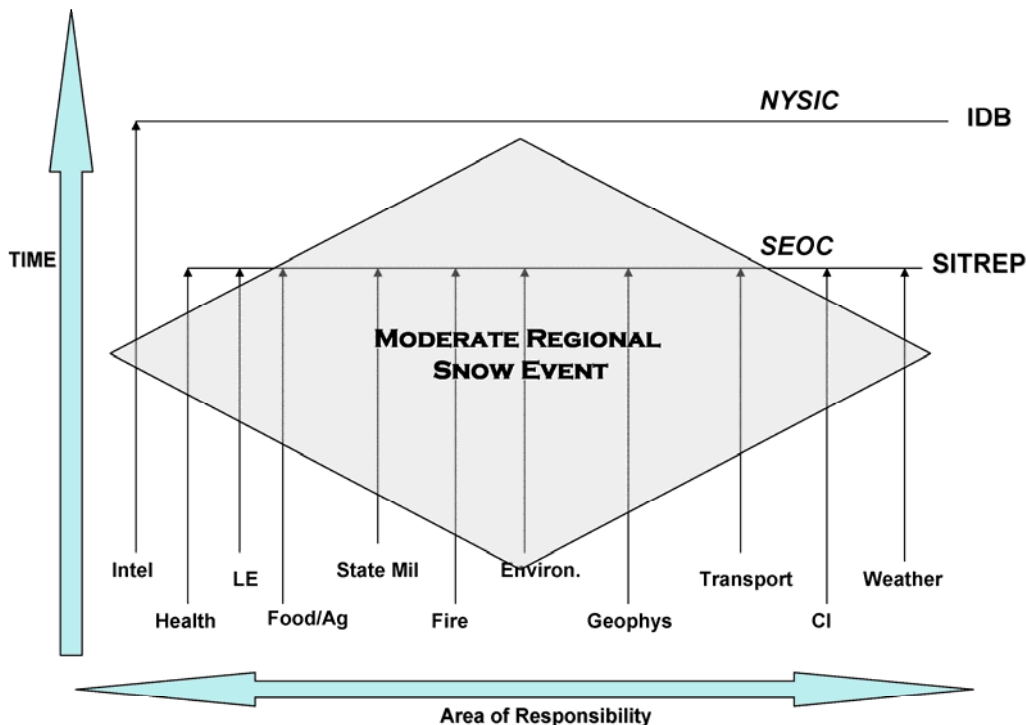 NYSIC
IDB
TIME
SEOC
SITREP
MODERATE REGIONAL
SNOW EVENT
Intel
LE
State Mil
Environ.
Transport
Weather
Health
Food/Ag
Fire
Geophys
CI
Area of Responsibility